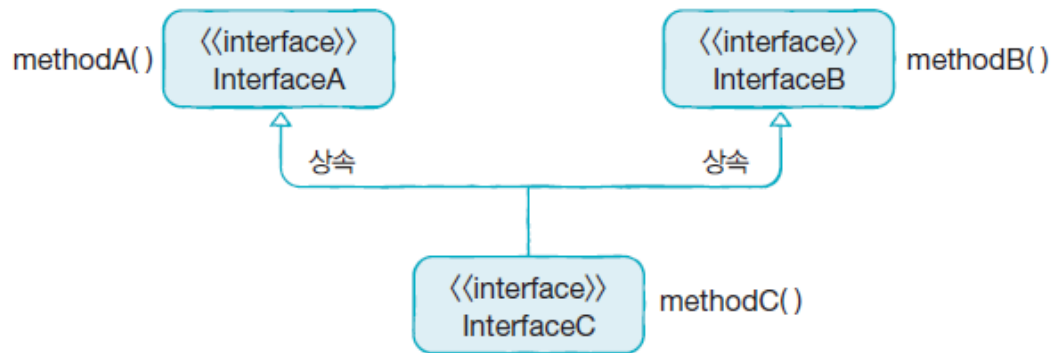 methodA( )
⟨⟨interface⟩⟩
InterfaceA
⟨⟨interface⟩⟩
InterfaceB
methodB( )
상속
상속
⟨⟨interface⟩⟩
InterfaceC
methodC( )